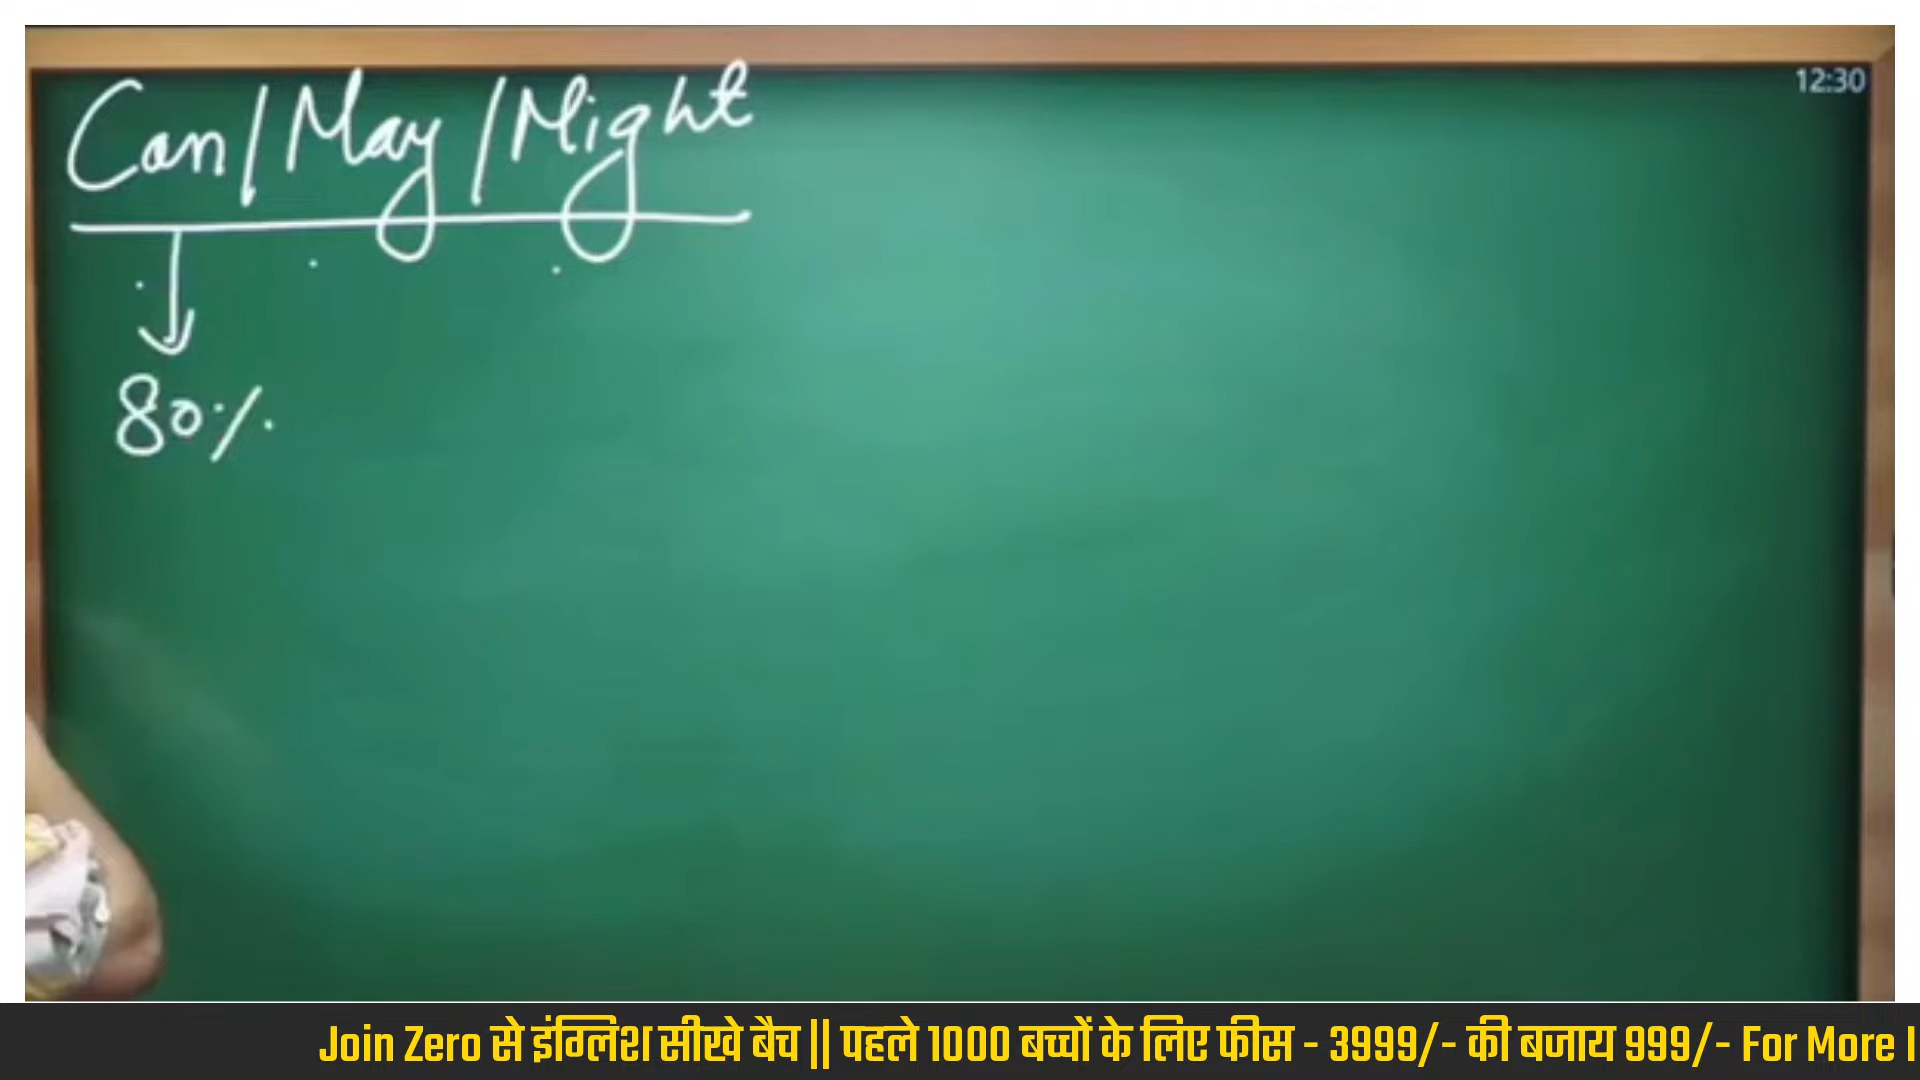 Can/May/Might
12:30
80%
Join Zero से इंग्लिश सीखे बैच || पहले 1000 बच्चों के लिए फीस - 3999/- की बजाय 999/- For More I